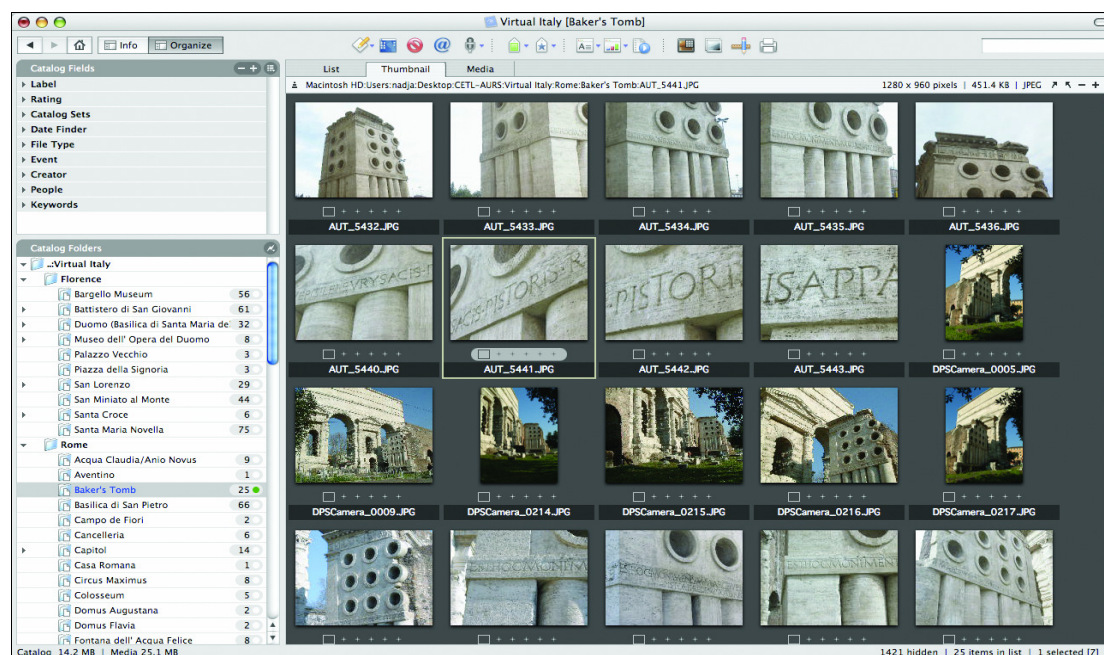 Virtual Italy [Baker's Tomb]
Info
Organize
Catalog Fields
List
Thumbnail
Media
Macintosh HD:Users:nadja:Desktop:CETL-AURS:Virtual Italy:Rome:Baker's Tomb:AUT_5441.JPG
1280 x 960 pixels | 451.4 KB | JPEG
Label
Rating
Catalog Sets
Date Finder
File Type
Event
Creator
People
Keywords
AUT_5432.JPG
AUT_5433.JPG
AUT_5434.JPG
AUT_5435.JPG
AUT_5436.JPG
Catalog Folders
..:Virtual Italy
Florence
Bargello Museum 56
Battistero di San Giovanni 61
Duomo (Basilica di Santa Maria de 32
Museo dell' Opera del Duomo 8
Palazzo Vecchio 3
Piazza della Signoria 3
San Lorenzo 29
San Miniato al Monte 44
Santa Croce 6
Santa Maria Novella 75
Rome
Acqua Claudia/Anio Novus 9
Aventino 1
Baker's Tomb 25
Basilica di San Pietro 66
Campo de Fiori 2
Cancelleria 6
Capitol 14
Casa Romana 1
Circus Maximus 8
Colosseum 5
Domus Augustana 2
Domus Flavia 2
Fontana dell' Acqua Felice 8
PISTORIS
PISTORI
ISAPPA
AUT_5440.JPG
AUT_5441.JPG
AUT_5442.JPG
AUT_5443.JPG
DPSCamera_0005.JPG
DPSCamera_0009.JPG
DPSCamera_0214.JPG
DPSCamera_0215.JPG
DPSCamera_0216.JPG
DPSCamera_0217.JPG
Catalog 14.2 MB | Media 25.1 MB
1421 hidden | 25 items in list | 1 selected [7]